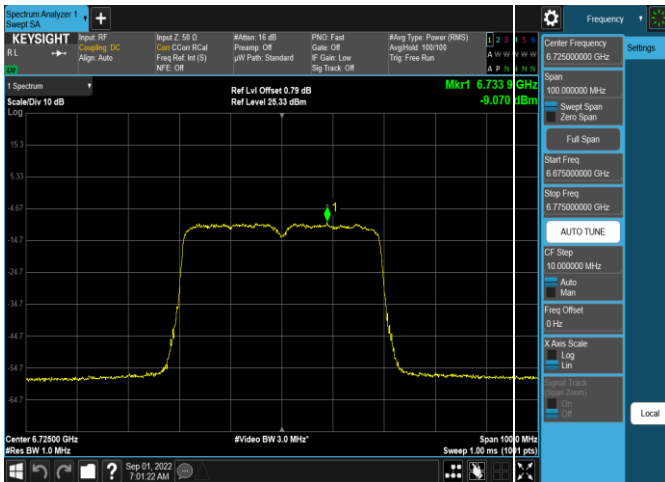 Spectrum Analyzer 1
Swept SA
Frequency
KEYSIGHT
Input: RF
Input Z: 50 Ω
#Atten: 16 dB
PNO: Fast
#Avg Type: Power (RMS)
1 2 3 4 5 6
R L
Coupling: DC
Corr CCorr RCal
Preamp: Off
Gate: Off
Avg|Hold: 100/100
A W W W W W
Align: Auto
Freq Ref: Int (S)
µW Path: Standard
IF Gain: Low
Trig: Free Run
LV
NFE: Off
Sig Track: Off
A P N N N N
1 Spectrum
Ref Lvl Offset 0.79 dB
Mkr1 6.733 9 GHz
Scale/Div 10 dB
Ref Level 25.33 dBm
-9.070 dBm
Log
15.3
5.33
-4.67
1
-14.7
-24.7
-34.7
-44.7
-54.7
-64.7
Center 6.72500 GHz
#Video BW 3.0 MHz*
Span 100.0 MHz
#Res BW 1.0 MHz
Sweep 1.00 ms (1001 pts)
Sep 01, 2022
7:01:22 AM
Center Frequency
6.725000000 GHz
Settings
Span
100.000000 MHz
Swept Span
Zero Span
Full Span
Start Freq
6.675000000 GHz
Stop Freq
6.775000000 GHz
AUTO TUNE
CF Step
10.000000 MHz
Auto
Man
Freq Offset
0 Hz
X Axis Scale
Log
Lin
Signal Track
(Span Zoom)
On
Off
Local